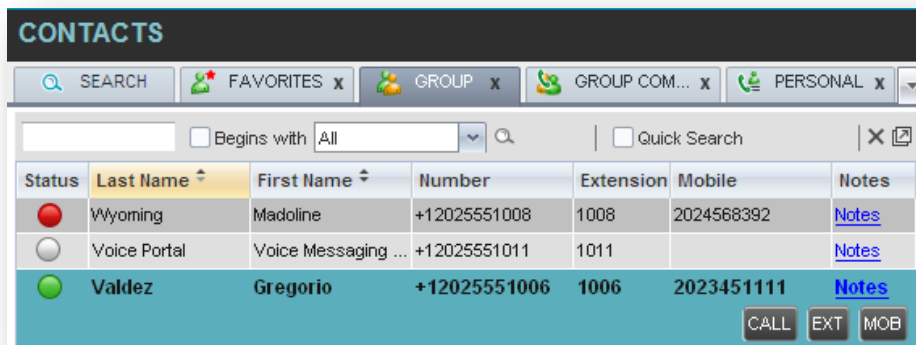 CONTACTS
SEARCH FAVORITES x GROUP x GROUP COM... x PERSONAL x
Begins with All Quick Search
Status Last Name First Name Number Extension Mobile Notes
Wyoming Madoline +12025551008 1008 2024568392 Notes
Voice Portal Voice Messaging ... +12025551011 1011 Notes
Valdez Gregorio +12025551006 1006 2023451111 Notes
CALL EXT MOB